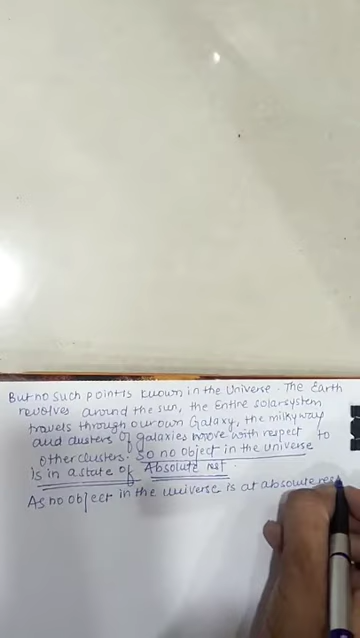 But no such point is known in the Universe. The Earth
revolves around the sun, the Entire solar system
travels through our own Galaxy, the milky way
and clusters of galaxies move with respect to
other clusters. So no object in the universe
is in a state of Absolute rest.
As no object in the universe is at absolute res